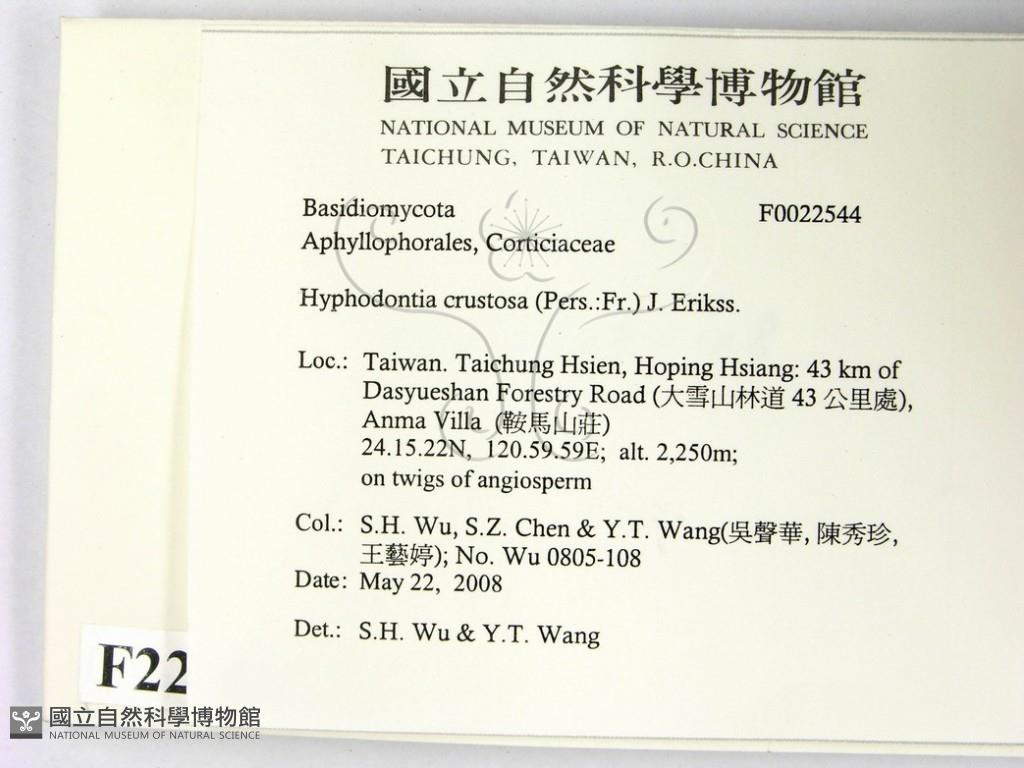 國立自然科學博物館
NATIONAL MUSEUM OF NATURAL SCIENCE
TAICHUNG, TAIWAN, R.O.CHINA
Basidiomycota F0022544
Aphyllophorales, Corticiaceae
Hyphodontia crustosa (Pers.:Fr.) J. Erikss.
Loc.: Taiwan. Taichung Hsien, Hoping Hsiang: 43 km of
Dasyueshan Forestry Road (大雪山林道 43 公里處),
Anma Villa (鞍馬山莊)
24.15.22N, 120.59.59E; alt. 2,250m;
on twigs of angiosperm
Col.: S.H. Wu, S.Z. Chen & Y.T. Wang(吳聲華, 陳秀珍,
王藝婷); No. Wu 0805-108
Date: May 22, 2008
Det.: S.H. Wu & Y.T. Wang
F22
國立自然科學博物館
NATIONAL MUSEUM OF NATURAL SCIENCE